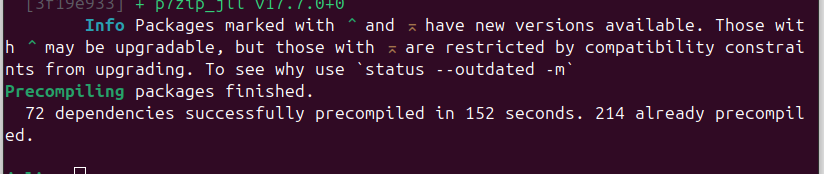 [3f19e933] + p7zip_jll v17.7.0+0
Info Packages marked with ^ and ⌅ have new versions available. Those wit
h ^ may be upgradable, but those with ⌅ are restricted by compatibility constrai
nts from upgrading. To see why use `status --outdated -m`
Precompiling packages finished.
72 dependencies successfully precompiled in 152 seconds. 214 already precompil
ed.